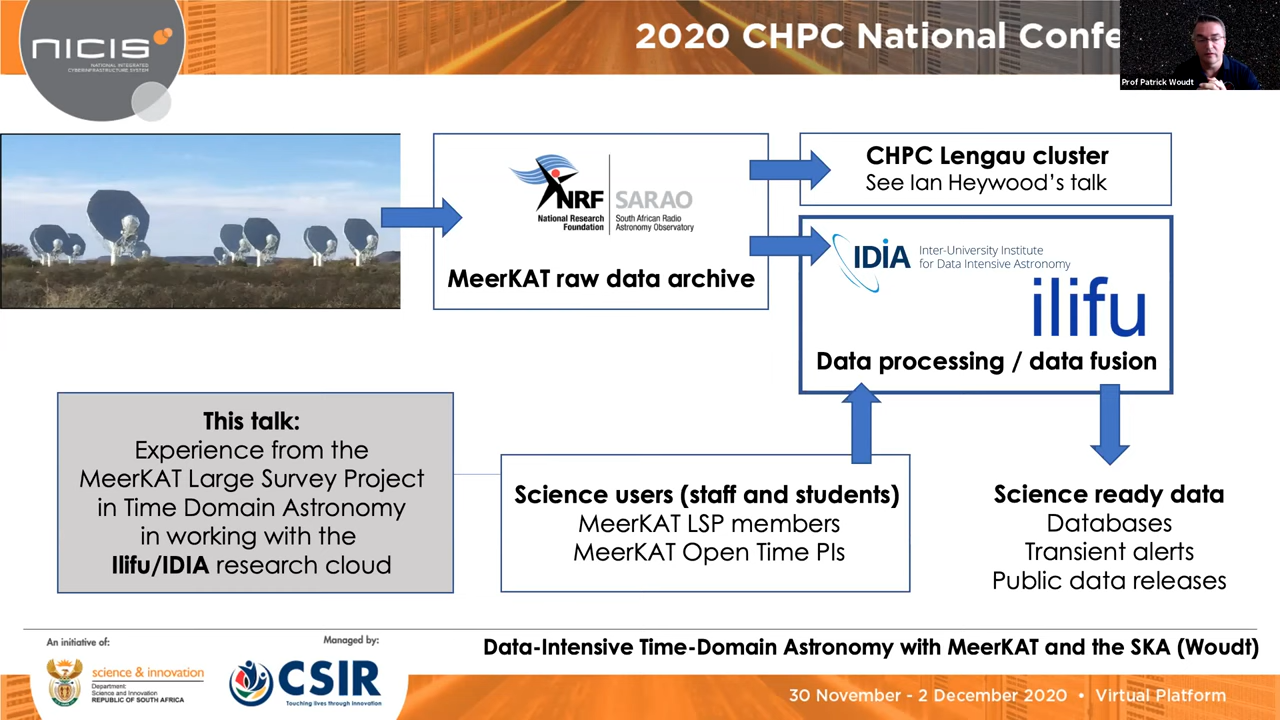 NICIS
NATIONAL INTEGRATED
CYBERINFRASTRUCTURE SYSTEM
2020 CHPC National Confe
Prof Patrick Woudt
NRF
National Research
Foundation
SARAO
South African Radio
Astronomy Observatory
MeerKAT raw data archive
CHPC Lengau cluster
See Ian Heywood's talk
IDIA
Inter-University Institute
for Data Intensive Astronomy
ilifu
Data processing / data fusion
This talk:
Experience from the
MeerKAT Large Survey Project
in Time Domain Astronomy
in working with the
Ilifu/IDIA research cloud
Science users (staff and students)
MeerKAT LSP members
MeerKAT Open Time PIs
Science ready data
Databases
Transient alerts
Public data releases
Data-Intensive Time-Domain Astronomy with MeerKAT and the SKA (Woudt)
An initiative of:
science & innovation
Department:
Science and Innovation
REPUBLIC OF SOUTH AFRICA
Managed by:
CSIR
Touching lives through innovation
30 November - 2 December 2020 • Virtual Platform